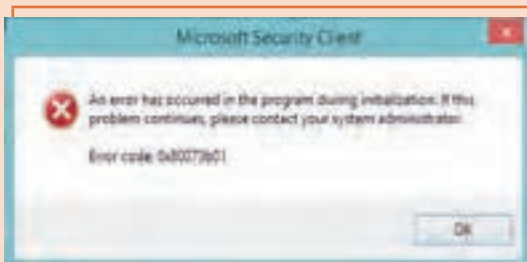 Microsoft Security Client
An error has occurred in the program during initialization. If this
problem continues, please contact your system administrator.
Error code: 0x80073b01
OK